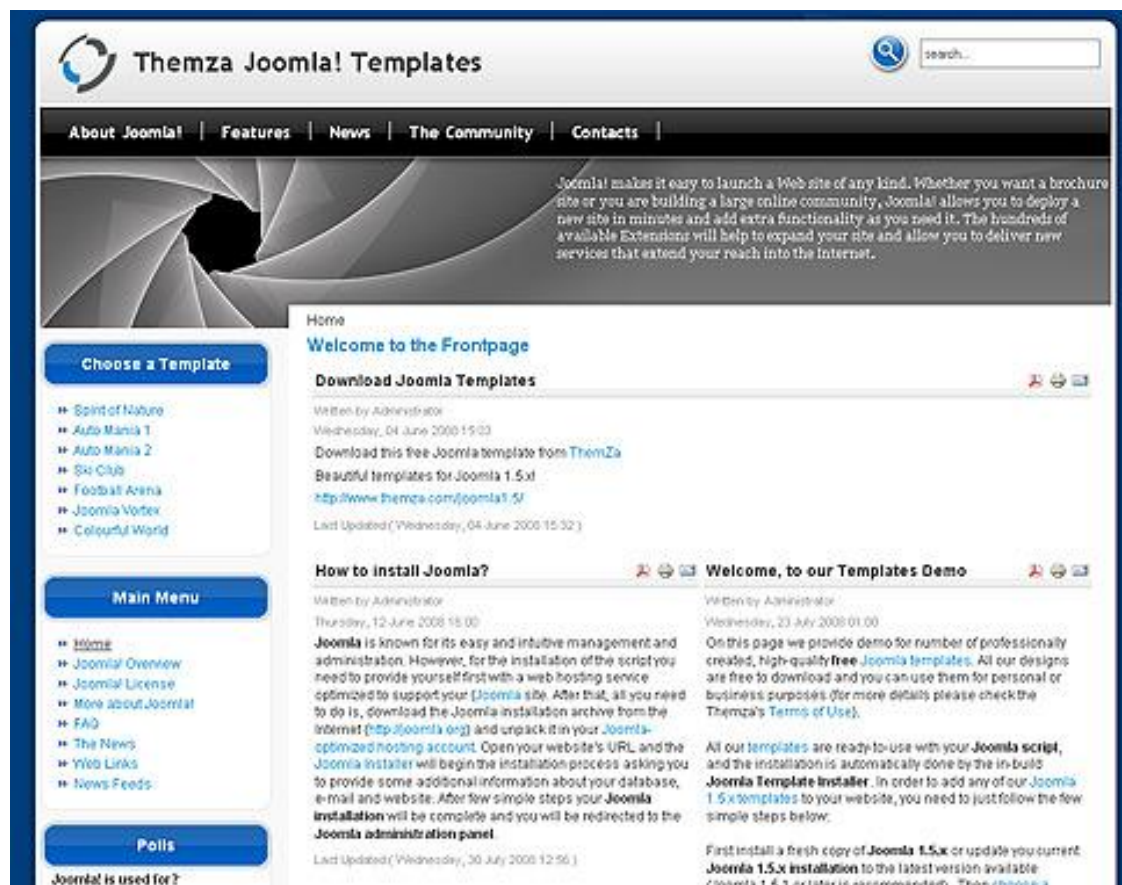 Themza Joomla! Templates
search...
About Joomla! | Features | News | The Community | Contacts |
Joomla! makes it easy to launch a Web site of any kind. Whether you want a brochure
site or you are building a large online community, Joomla! allows you to deploy a
new site in minutes and add extra functionality as you need it. The hundreds of
available Extensions will help to expand your site and allow you to deliver new
services that extend your reach into the Internet.
Choose a Template
Spirit of Nature
Auto Mania 1
Auto Mania 2
Ski Club
Football Arena
Joomla Vortex
Colourful World
Main Menu
Home
Joomla! Overview
Joomla! License
More about Joomla!
FAQ
The News
Web Links
News Feeds
Polls
Joomla! is used for?
Home
Welcome to the Frontpage
Download Joomla Templates
Written by Administrator
Wednesday, 04 June 2008 15:03
Download this free Joomla template from ThemZa
Beautiful templates for Joomla 1.5.x!
http://www.themza.com/joomla1.5/
Last Updated ( Wednesday, 04 June 2008 15:32 )
How to install Joomla?
Written by Administrator
Thursday, 12 June 2008 16:00
Joomla is known for its easy and intuitive management and
administration. However, for the installation of the script you
need to provide yourself first with a web hosting service
optimized to support your (Joomla site. After that, all you need
to do is, download the Joomla installation archive from the
Internet (http://joomla.org) and unpack it in your Joomla-
optimized hosting account. Open your website's URL and the
Joomla Installer will begin the installation process asking you
to provide some additional information about your database,
e-mail and website. After few simple steps your Joomla
installation will be complete and you will be redirected to the
Joomla administration panel.
Last Updated ( Wednesday, 30 July 2008 12:56 )
Welcome, to our Templates Demo
Written by Administrator
Wednesday, 23 July 2008 01:00
On this page we provide demo for number of professionally
created, high-quality free Joomla templates. All our designs
are free to download and you can use them for personal or
business purposes (for more details please check the
Themza's Terms of Use).
All our templates are ready-to-use with your Joomla script,
and the installation is automatically done by the in-build
Joomla Template Installer. In order to add any of our Joomla
1.5.x templates to your website, you need to just follow the few
simple steps below:
First install a fresh copy of Joomla 1.5.x or update you current
Joomla 1.5.x installation to the latest version available